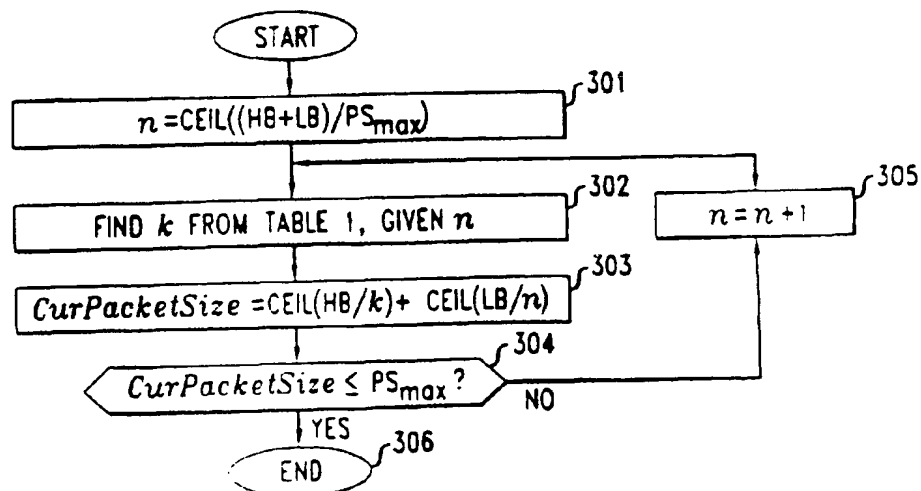 START
301
n=CEIL((HB+LB)/PSmax)
302
305
FIND k FROM TABLE 1, GIVEN n
n=n+1
303
CurPacketSize=CEIL(HB/k)+ CEIL(LB/n)
304
CurPacketSize ≤ PSmax?
NO
YES
306
END